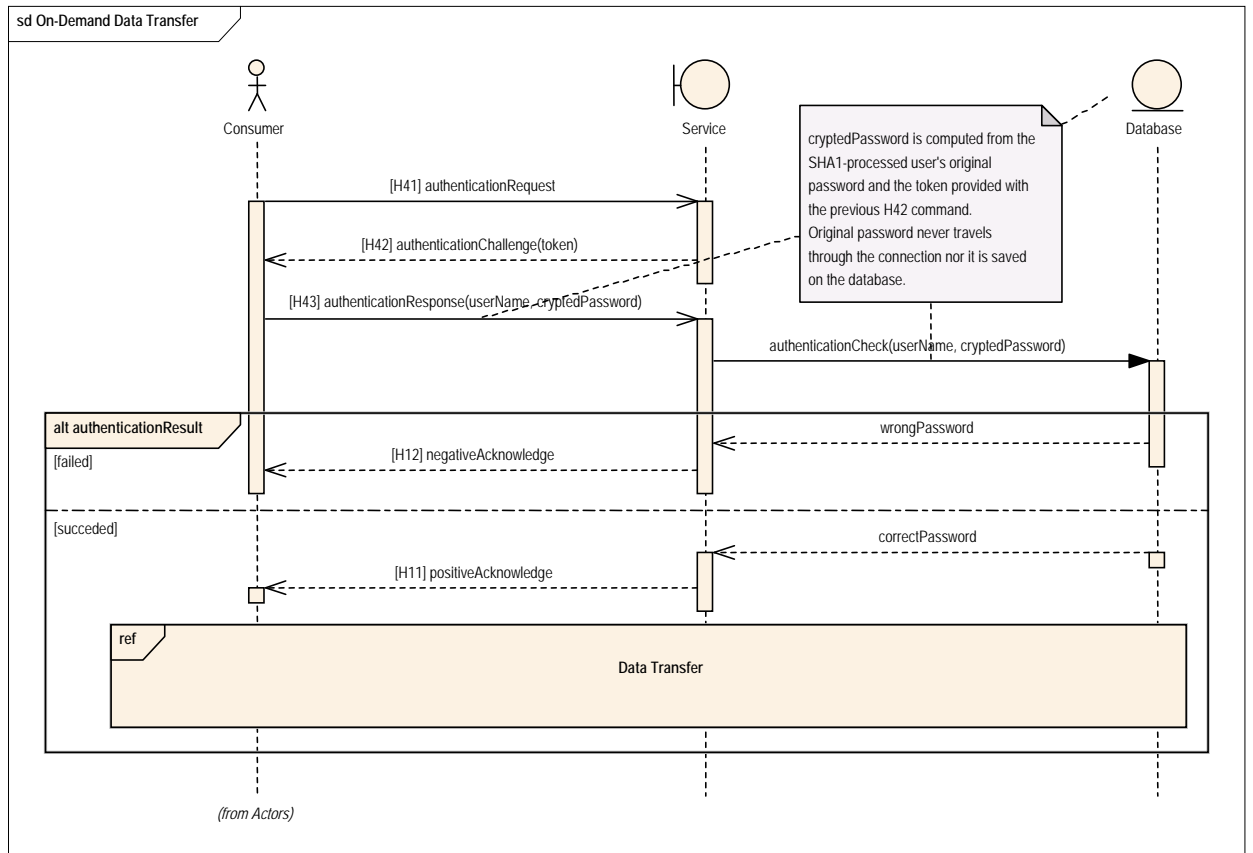 sd On-Demand Data Transfer
Consumer
Service
Database
cryptedPassword is computed from the
SHA1-processed user's original
password and the token provided with
the previous H42 command.
Original password never travels
through the connection nor it is saved
on the database.
[H41] authenticationRequest
[H42] authenticationChallenge(token)
[H43] authenticationResponse(userName, cryptedPassword)
authenticationCheck(userName, cryptedPassword)
alt authenticationResult
wrongPassword
[failed]
[H12] negativeAcknowledge
[succeded]
correctPassword
[H11] positiveAcknowledge
ref
Data Transfer
(from Actors)